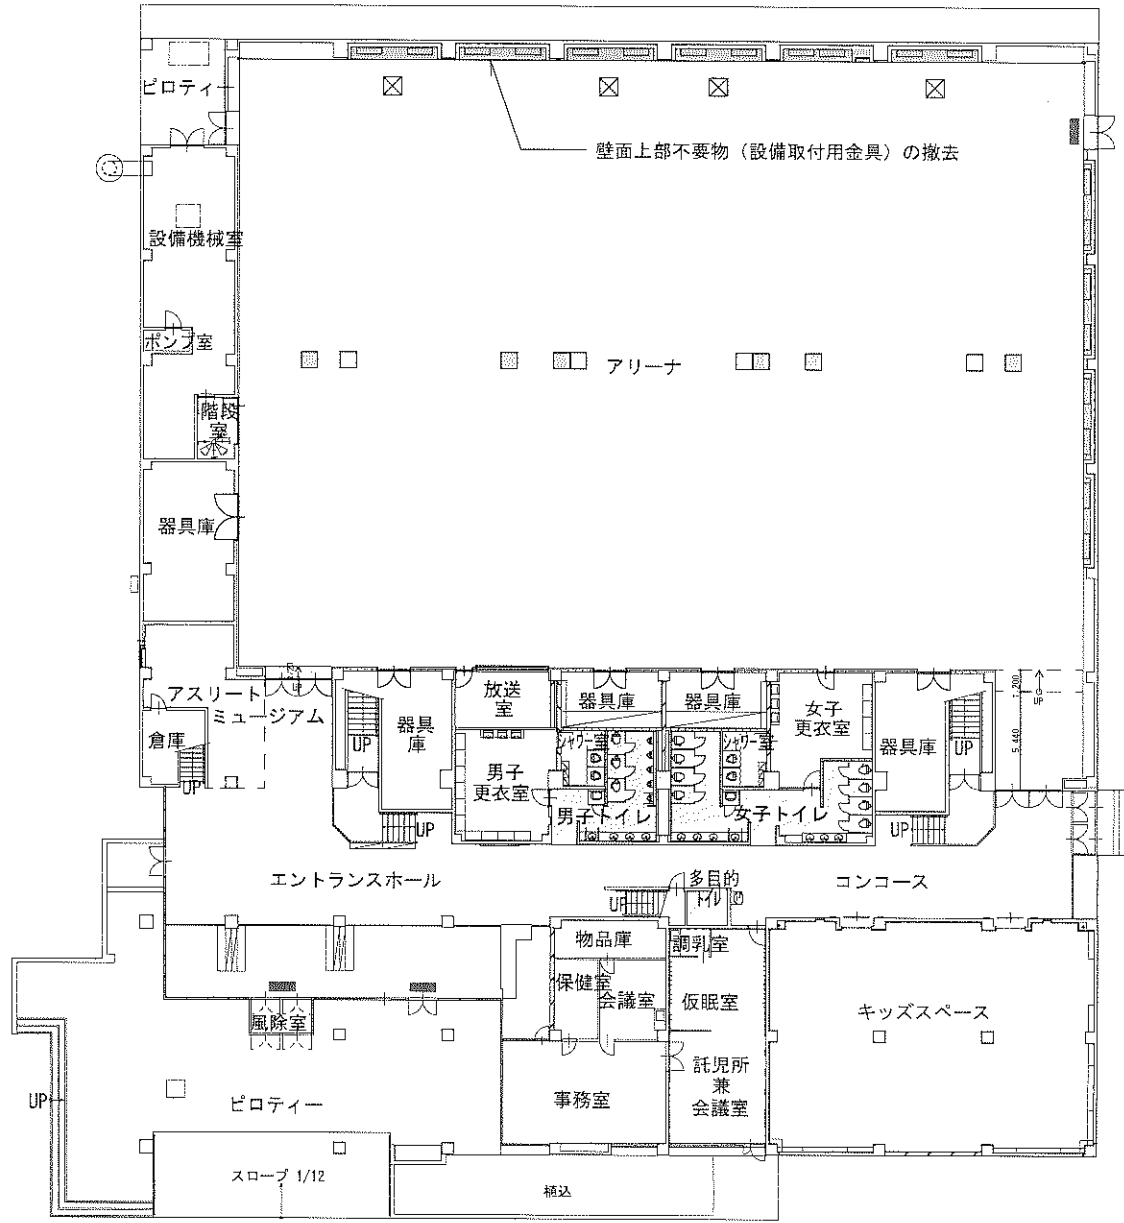 ピロティ
壁面上部不要物（設備取付用金具）の撤去
設備機械室
ポンプ室
アリーナ
階段
室
器具庫
アスリート
ミュージアム
UP
倉庫
UP
UP
器具
庫
放送
室
器具庫
器具庫
女子
更衣室
器具庫
UP
UP
5,440
シャワー室
シャワー室
男子
更衣室
男子トイレ
女子トイレ
UP
UP
エントランスホール
多目的
トイレ
コンコース
UP
物品庫
調乳室
保健室
会議室
仮眠室
キッズスペース
風除室
託児所
兼
会議室
事務室
UP
ピロティー
スロープ 1/12
植込